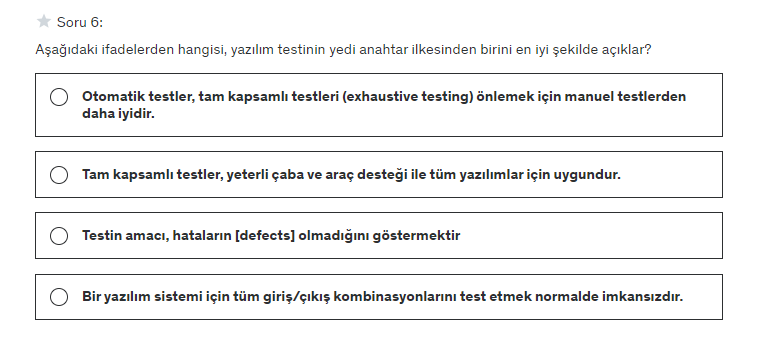 Soru 6:
Aşağıdaki ifadelerden hangisi, yazılım testinin yedi anahtar ilkesinden birini en iyi şekilde açıklar?
Otomatik testler, tam kapsamlı testleri (exhaustive testing) önlemek için manuel testlerden
daha iyidir.
Tam kapsamlı testler, yeterli çaba ve araç desteği ile tüm yazılımlar için uygundur.
Testin amacı, hataların [defects] olmadığını göstermektir
Bir yazılım sistemi için tüm giriş/çıkış kombinasyonlarını test etmek normalde imkansızdır.